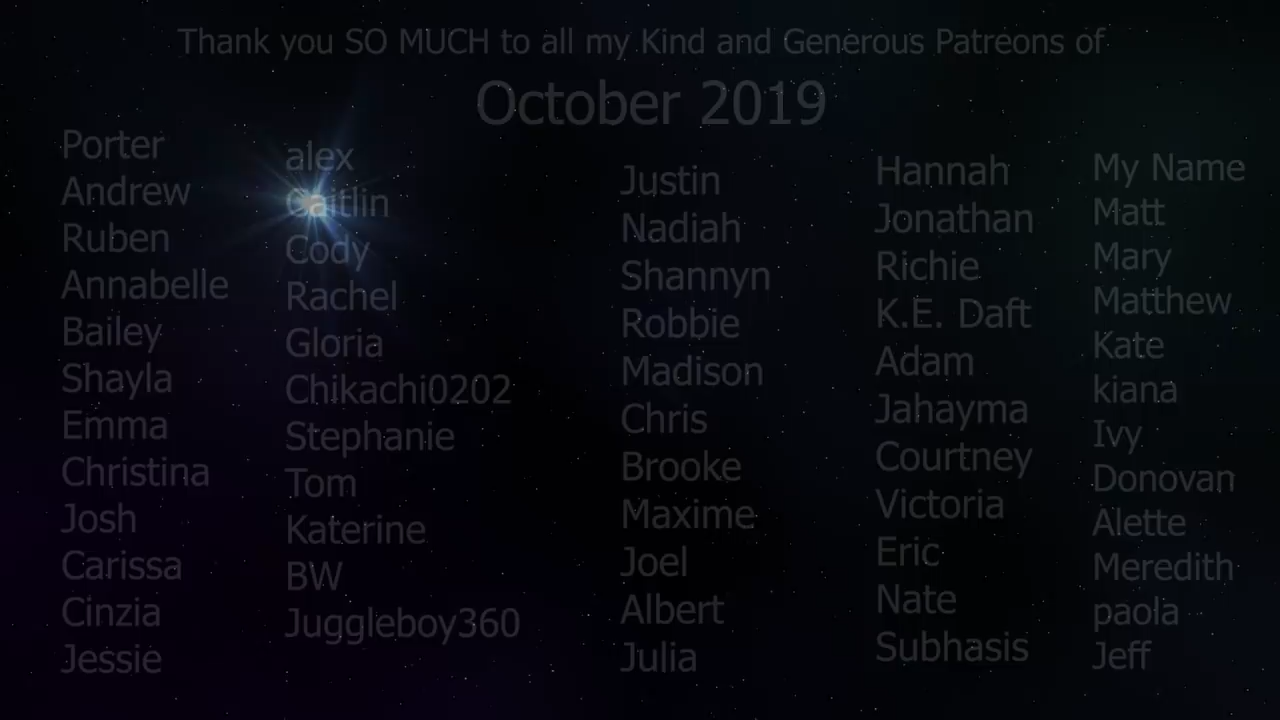 Thank you SO MUCH to all my Kind and Generous Patreons of
October 2019
Porter
Andrew
Ruben
Annabelle
Bailey
Shayla
Emma
Christina
Josh
Carissa
Cinzia
Jessie
alex
Caitlin
Cody
Rachel
Gloria
Chikachi0202
Stephanie
Tom
Katerine
BW
Juggleboy360
Justin
Nadiah
Shannyn
Robbie
Madison
Chris
Brooke
Maxime
Joel
Albert
Julia
Hannah
Jonathan
Richie
K.E. Daft
Adam
Jahayma
Courtney
Victoria
Eric
Nate
Subhasis
My Name
Matt
Mary
Matthew
Kate
kiana
Ivy
Donovan
Alette
Meredith
paola
Jeff